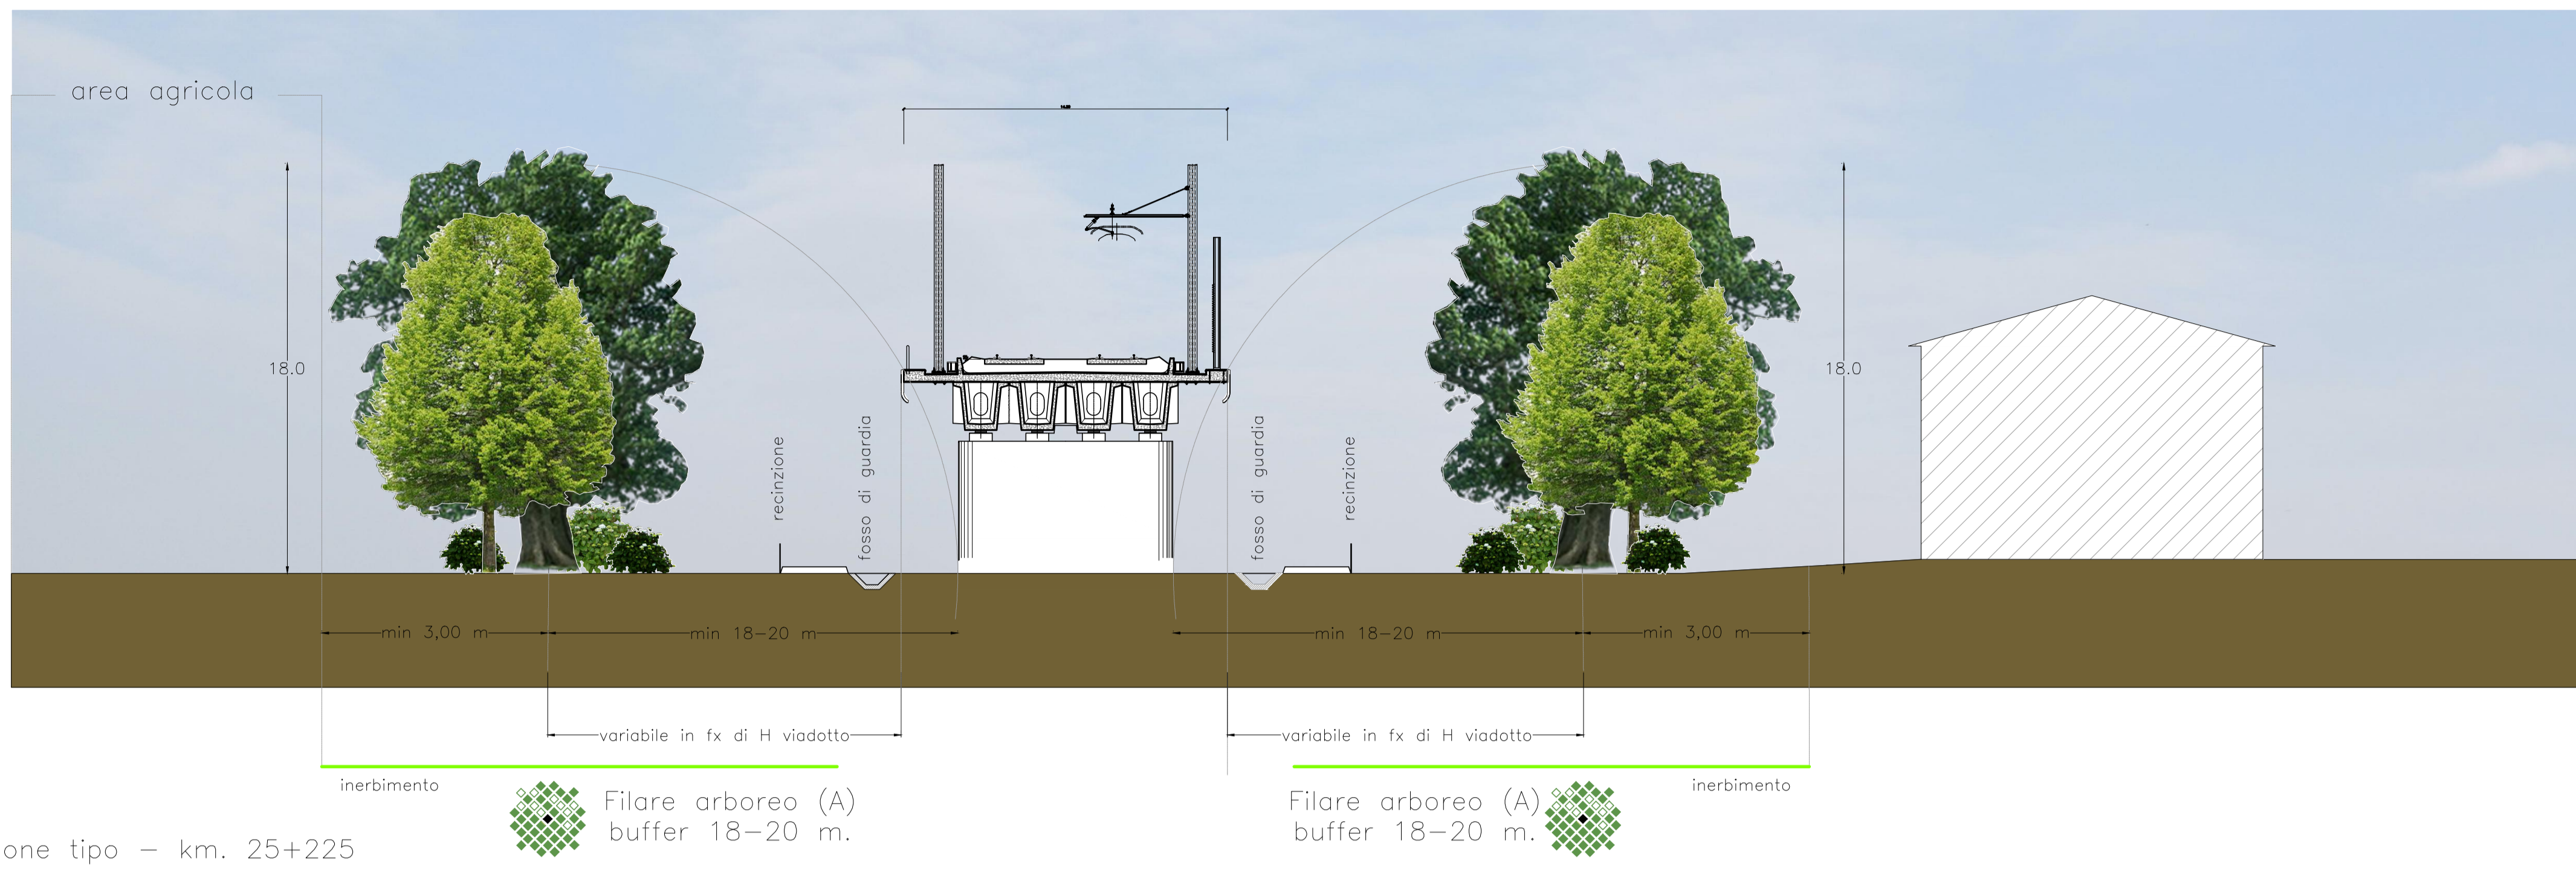 area agricola
18.0
18.0
recinzione
fosso di guardia
fosso di guardia
recinzione
min 3,00 m
min 18-20 m
min 18-20 m
min 3,00 m
variabile in fx di H viadotto
variabile in fx di H viadotto
inerbimento
inerbimento
Filare arboreo (A)
buffer 18-20 m.
Filare arboreo (A)
buffer 18-20 m.
one tipo - km. 25+225